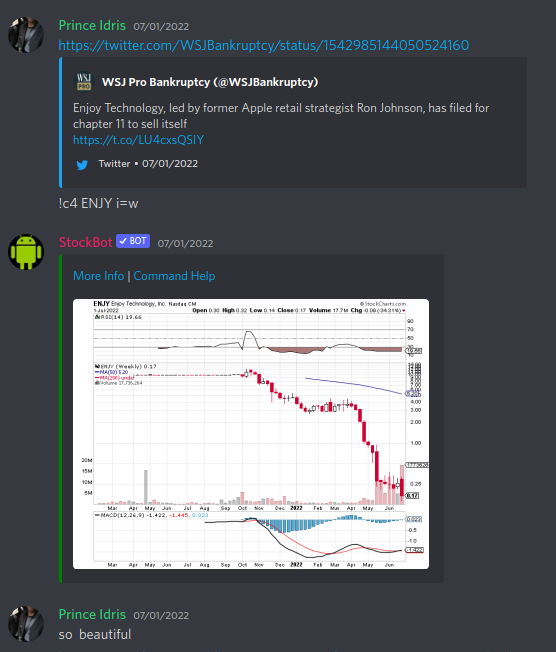 Prince Idris 07/01/2022
https://twitter.com/WSJBankruptcy/status/1542985144050524160
WSJ PRO
WSJ Pro Bankruptcy (@WSJBankruptcy)
Enjoy Technology, led by former Apple retail strategist Ron Johnson, has filed for
chapter 11 to sell itself
https://t.co/LU4cxsQSIY
Twitter • 07/01/2022
!c4 ENJY i=w
StockBot BOT 07/01/2022
More Info | Command Help
ENJY Enjoy Technology, Inc. Nasdaq CM © StockCharts.com
1-Jul-2022 Open 0.30 High 0.32 Low 0.14 Close 0.17 Volume 17.7M Chg -0.09 (-34.31%)
RSI(14) 19.66
90
70
50
30
10
ENJY (Weekly) 0.17
MA(50) 5.20
MA(200) undef
Volume 17,736,264
4.00
3.00
2.00
1.00
20M
15M
10M
5M
0.26
0.17
Mar Apr May Jun Jul Aug Sep Oct Nov Dec 2022 Feb Mar Apr May Jun
MACD(12,26,9) -1.422, -1.445, 0.023
0.023
-0.5
-1.0
-1.422
Mar Apr May Jun Jul Aug Sep Oct Nov Dec 2022 Feb Mar Apr May Jun
Prince Idris 07/01/2022
so beautiful